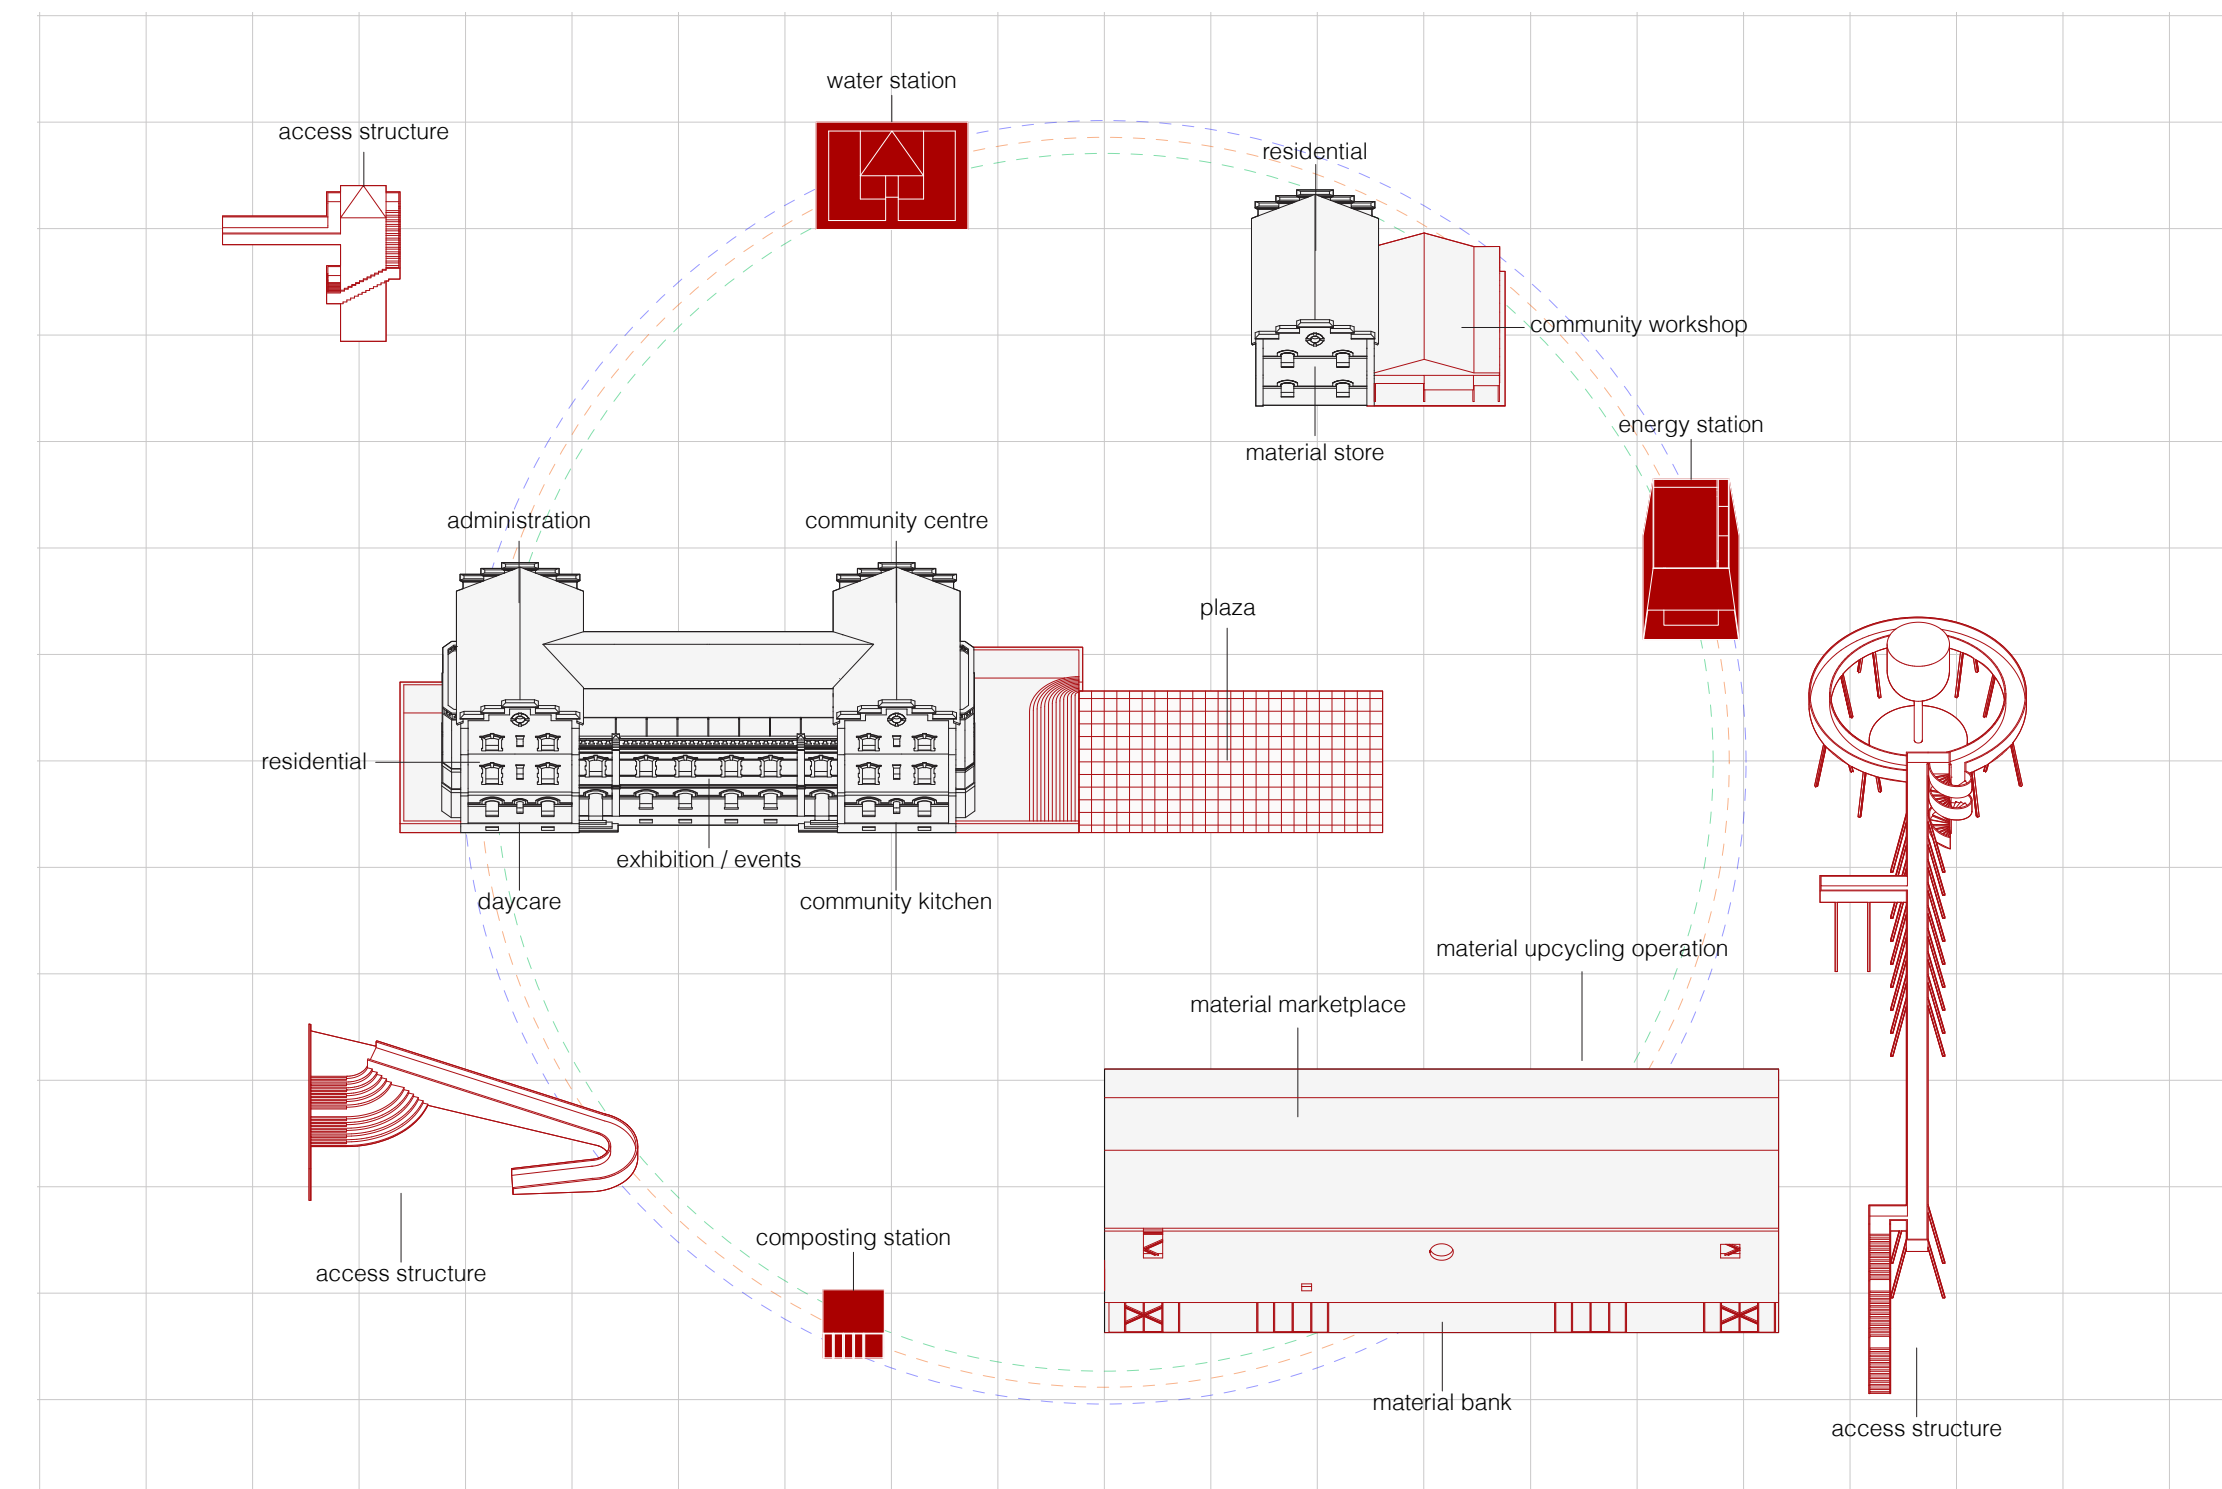 water station
access structure
residential
community workshop
energy station
material store
administration
community centre
plaza
residential
exhibition / events
daycare
community kitchen
material upcycling operation
material marketplace
composting station
access structure
material bank
access structure